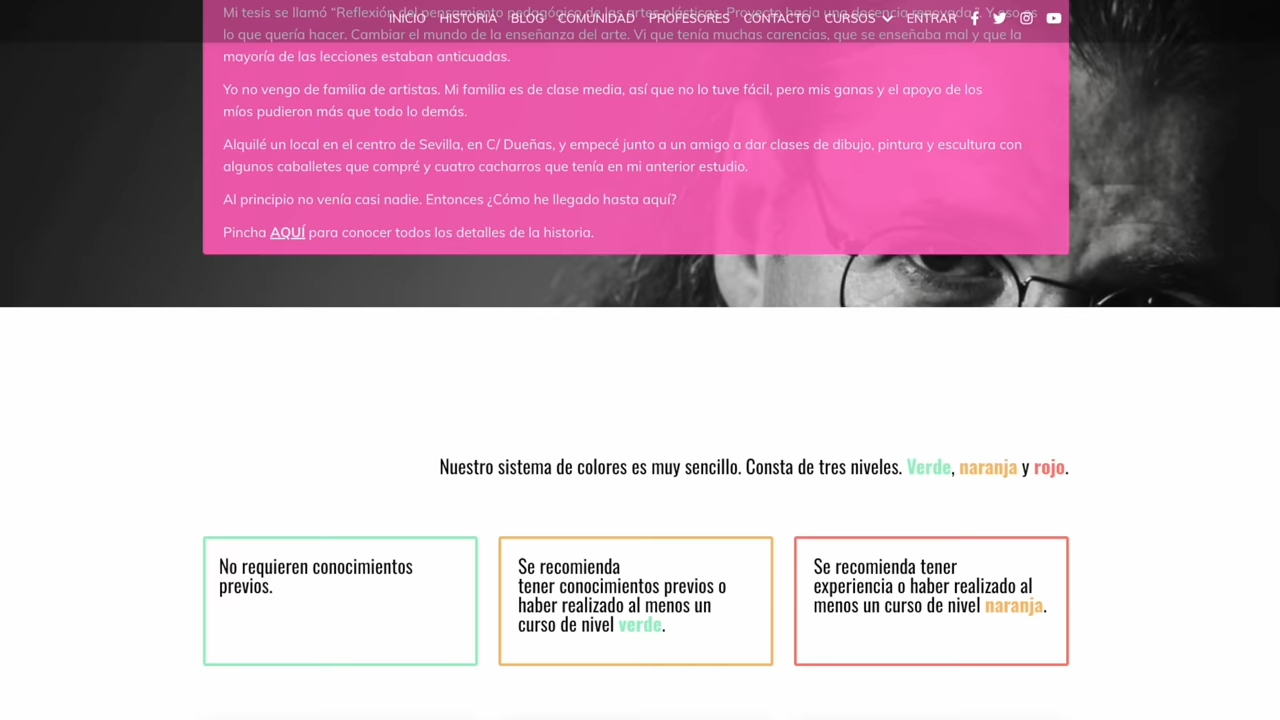 INICIO HISTORIA BLOG COMUNIDAD PROFESORES CONTACTO CURSOS ENTRAR
Mi tesis se llamó “Reflexión del pensamiento pedagógico de las artes plásticas. Proyecto hacia una docencia renovada”. Y eso es
lo que quería hacer. Cambiar el mundo de la enseñanza del arte. Vi que tenía muchas carencias, que se enseñaba mal y que la
mayoría de las lecciones estaban anticuadas.
Yo no vengo de familia de artistas. Mi familia es de clase media, así que no lo tuve fácil, pero mis ganas y el apoyo de los
míos pudieron más que todo lo demás.
Alquilé un local en el centro de Sevilla, en C/ Dueñas, y empecé junto a un amigo a dar clases de dibujo, pintura y escultura con
algunos caballetes que compré y cuatro cacharros que tenía en mi anterior estudio.
Al principio no venía casi nadie. Entonces ¿Cómo he llegado hasta aquí?
Pincha AQUÍ para conocer todos los detalles de la historia.
Nuestro sistema de colores es muy sencillo. Consta de tres niveles. Verde, naranja y rojo.
No requieren conocimientos
previos.
Se recomienda
tener conocimientos previos o
haber realizado al menos un
curso de nivel verde.
Se recomienda tener
experiencia o haber realizado al
menos un curso de nivel naranja.